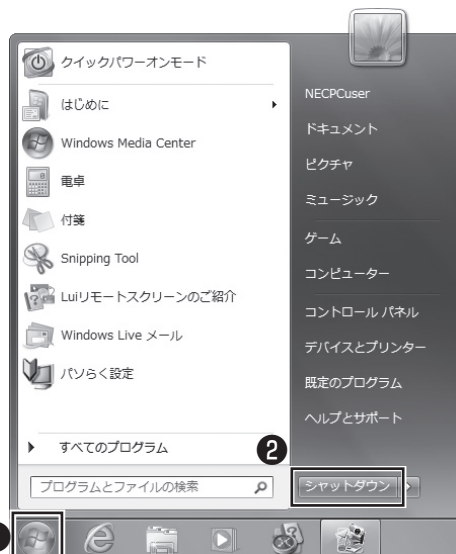 クイックパワーオンモード
はじめに
Windows Media Center
電卓
付箋
Snipping Tool
Luiリモートスクリーンのご紹介
Windows Live メール
パソらく設定
すべてのプログラム
プログラムとファイルの検索
NECPCuser
ドキュメント
ピクチャ
ミュージック
ゲーム
コンピューター
コントロール パネル
デバイスとプリンター
既定のプログラム
ヘルプとサポート
❷
シャットダウン